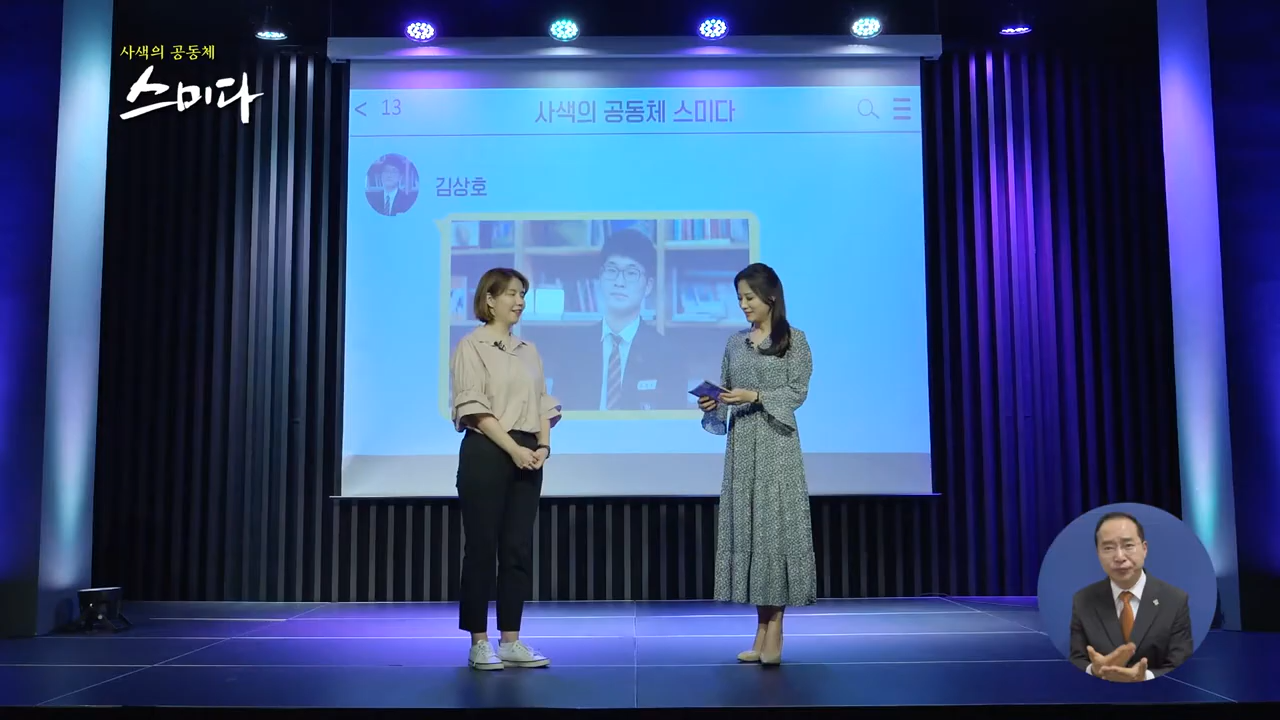 사색의 공동체
스미다
< 13
사색의 공동체 스미다
김상호